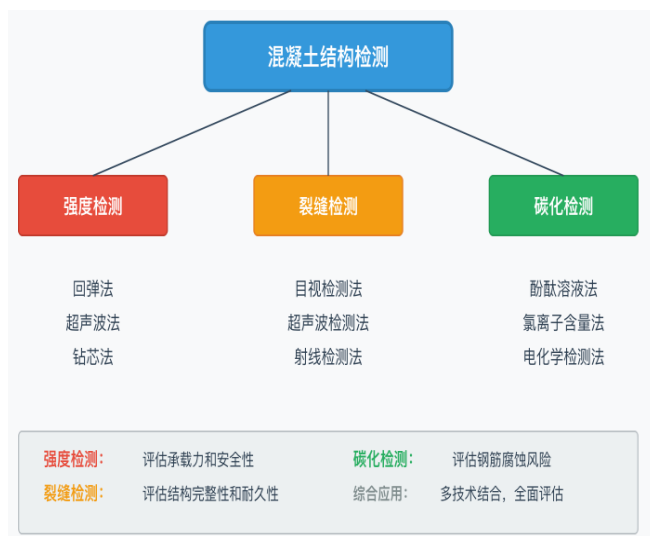 混凝土结构检测
强度检测
裂缝检测
碳化检测
回弹法
超声波法
钻芯法
目视检测法
超声波检测法
射线检测法
酚酞溶液法
氯离子含量法
电化学检测法
强度检测： 评估承载力和安全性
碳化检测： 评估钢筋腐蚀风险
裂缝检测： 评估结构完整性和耐久性
综合应用： 多技术结合，全面评估